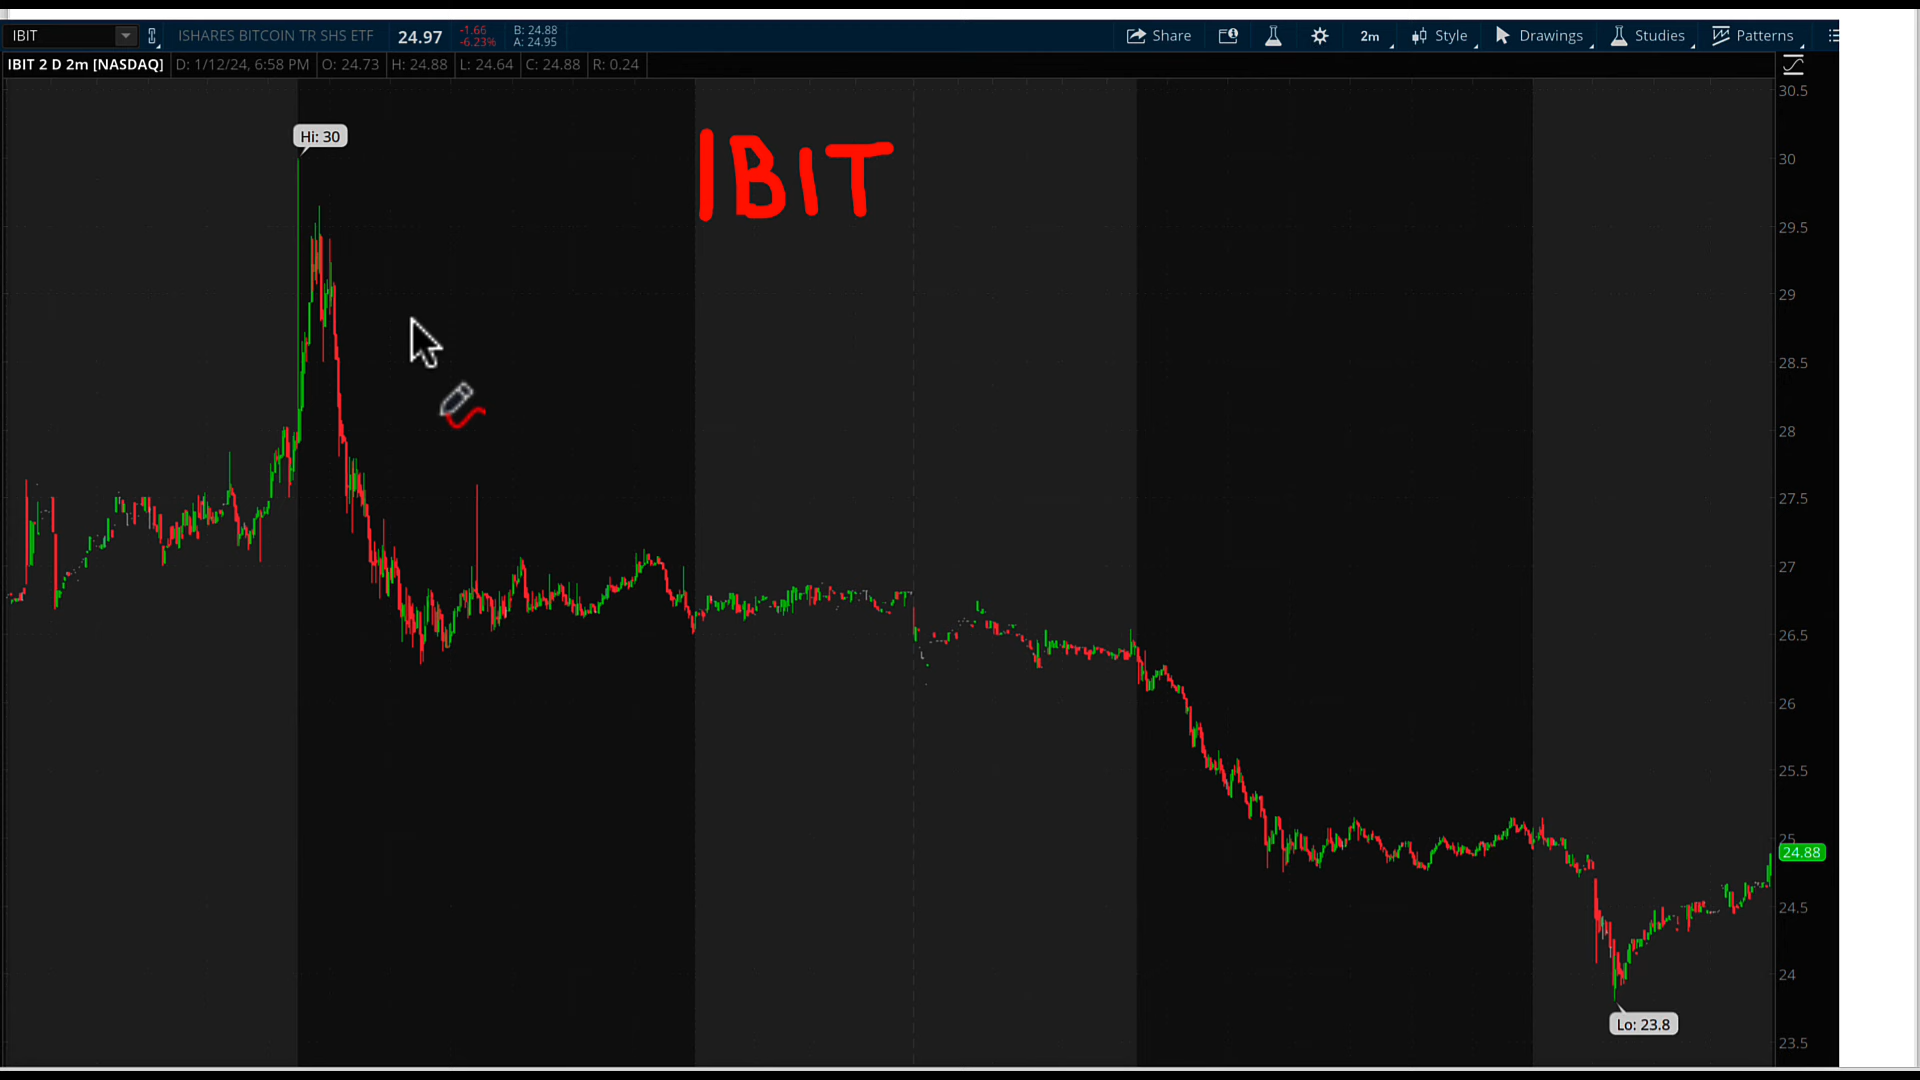 IBIT ISHARES BITCOIN TR SHS ETF 24.97 -1.66 B: 24.88 Share 2m Style Drawings Studies Patterns
-6.23% A: 24.95
IBIT 2 D 2m [NASDAQ] D: 1/12/24, 6:58 PM O: 24.73 H: 24.88 L: 24.64 C: 24.88 R: 0.24
30.5
Hi: 30
IBIT
30
29.5
29
28.5
28
27.5
27
26.5
26
25.5
25
24.88
24.5
24
Lo: 23.8
23.5